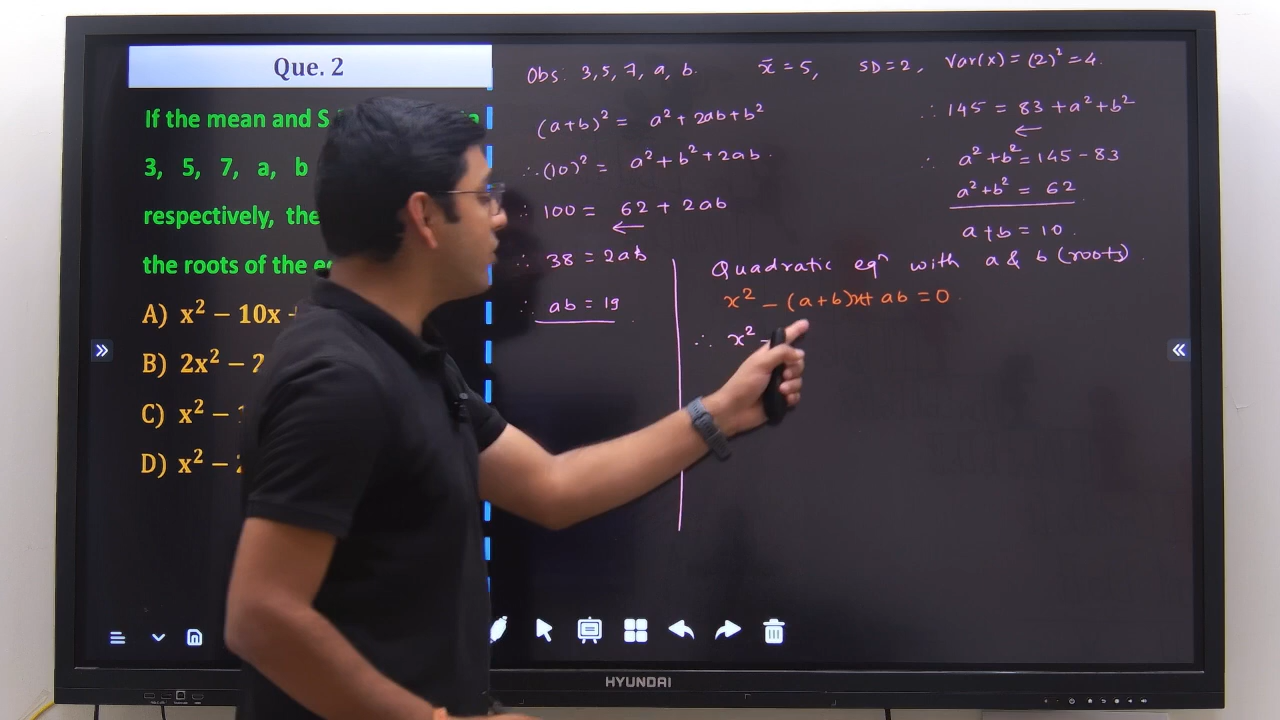 Que. 2
If the mean and S
3, 5, 7, a, b
respectively, the
the roots of the
A) x² − 10x
B) 2x² − 2
C) x² −
D) x² −
Obs: 3, 5, 7, a, b. x̄ = 5, SD = 2, Var(x) = (2)² = 4.
(a+b)² = a² + 2ab + b²
∴ (10)² = a² + b² + 2ab.
∴ 100 = 62 + 2ab
∴ 38 = 2ab
∴ ab = 19
∴ 145 = 83 + a² + b²
∴ a² + b² = 145 − 83
a² + b² = 62
a + b = 10.
Quadratic eqⁿ with a & b (roots).
x² − (a+b)x + ab = 0.
∴ x² −
HYUNDAI